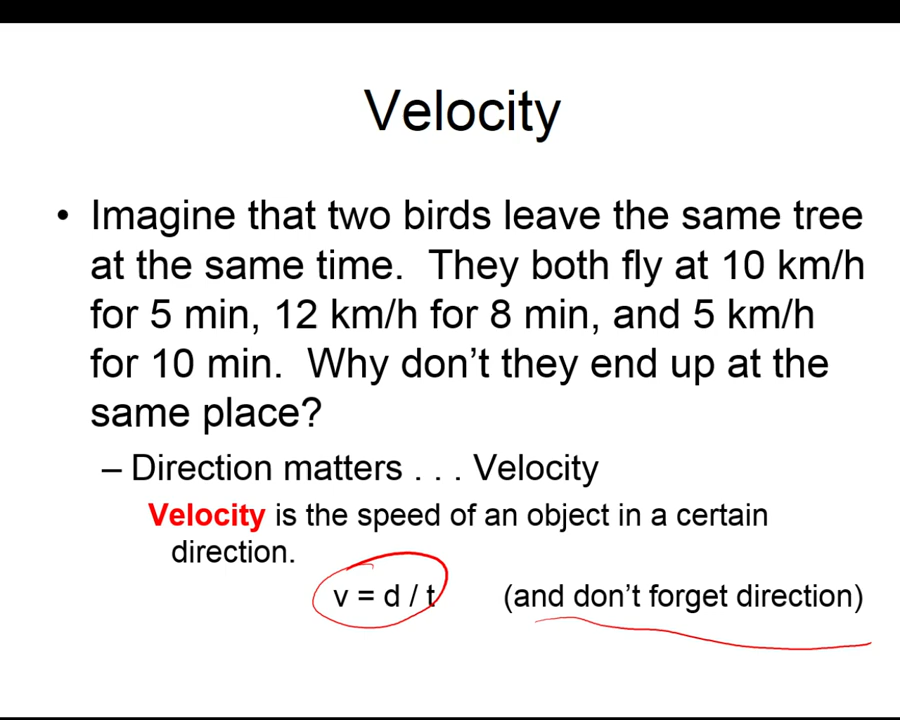 Velocity
• Imagine that two birds leave the same tree
at the same time.  They both fly at 10 km/h
for 5 min, 12 km/h for 8 min, and 5 km/h
for 10 min.  Why don't they end up at the
same place?
– Direction matters . . . Velocity
Velocity is the speed of an object in a certain
direction.
v = d / t (and don't forget direction)